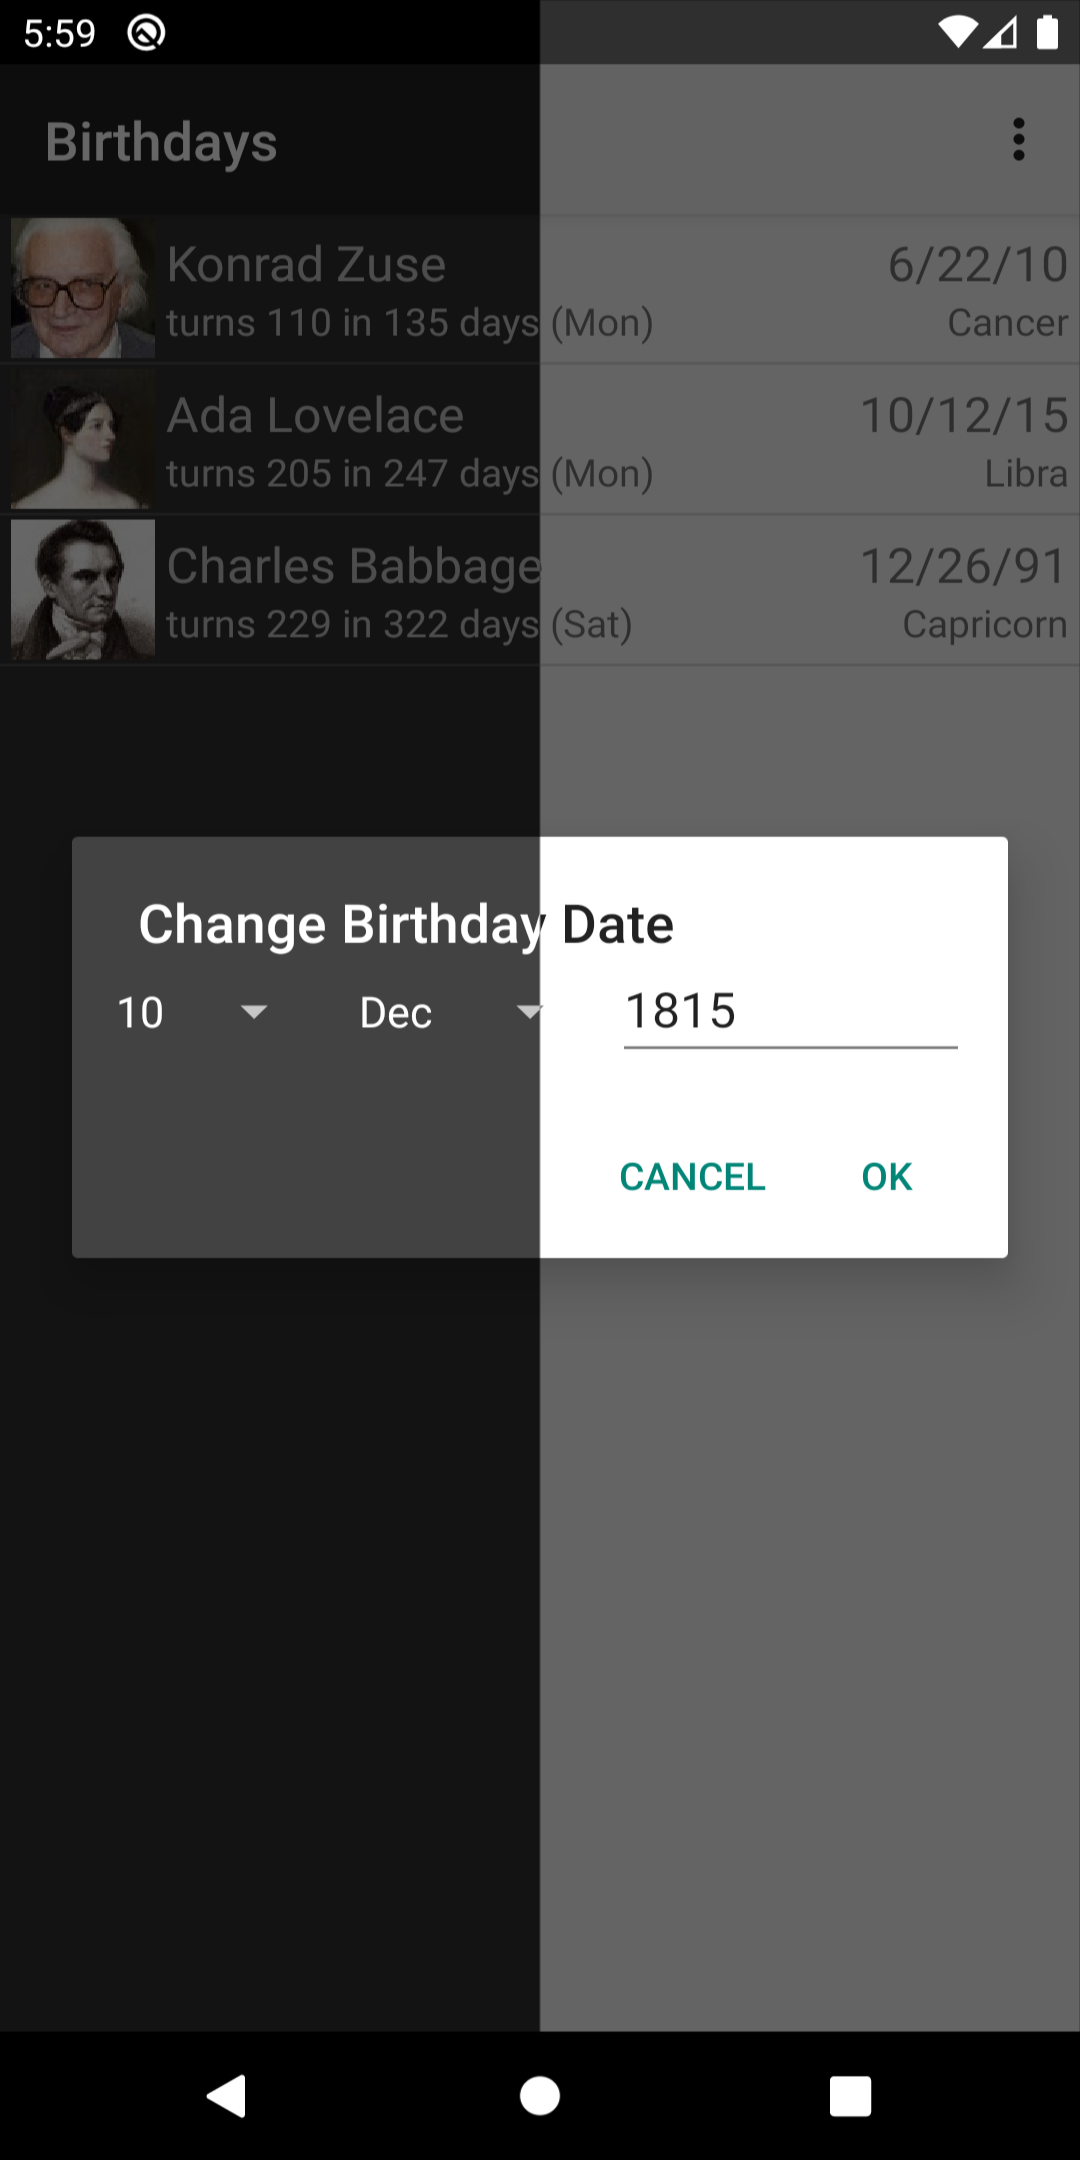 5:59
Birthdays
Konrad Zuse 6/22/10
turns 110 in 135 days (Mon) Cancer
Ada Lovelace 10/12/15
turns 205 in 247 days (Mon) Libra
Charles Babbage 12/26/91
turns 229 in 322 days (Sat) Capricorn
Change Birthday Date
10 Dec 1815
CANCEL OK